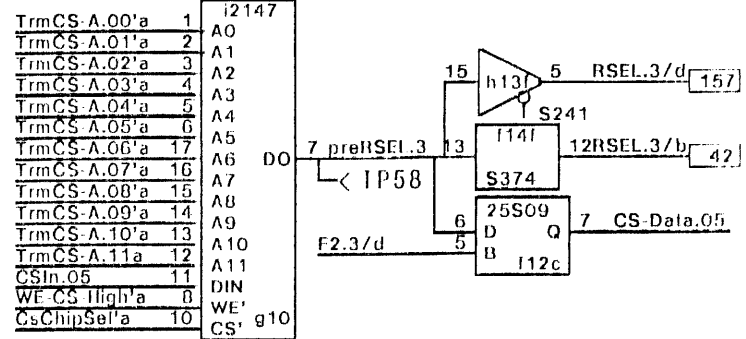 i2147
TrmCS-A.00'a 1 A0
TrmCS-A.01'a 2 A1
TrmCS-A.02'a 3 A2
TrmCS-A.03'a 4 A3
TrmCS-A.04'a 5 A4
TrmCS-A.05'a 6 A5
TrmCS-A.06'a 17 A6
TrmCS-A.07'a 16 A7
TrmCS-A.08'a 15 A8
TrmCS-A.09'a 14 A9
TrmCS-A.10'a 13 A10
TrmCS-A.11a 12 A11
CSIn.05 11 DIN
WE-CS-High'a 8 WE'
CsChipSel'a 10 CS'
g10
DO 7 preRSEL.3
< TP58
15 h13f 5 RSEL.3/d 157
S241
13 f14f 12RSEL.3/b 42
S374
25S09
6 D Q 7 CS-Data.05
F2.3/d 5 B
f12c